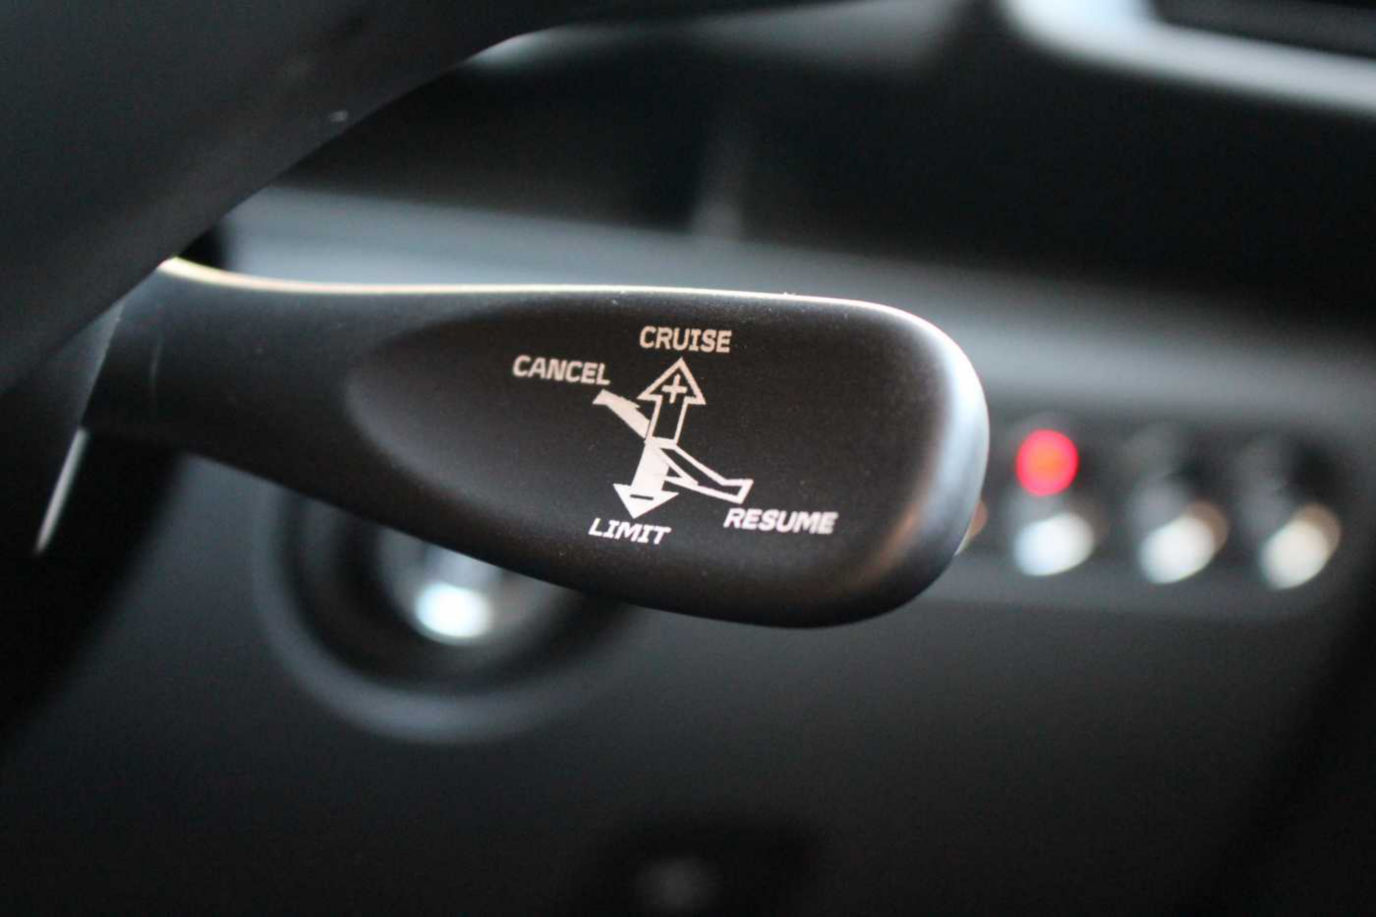 CRUISE
CANCEL
+
-
LIMIT
RESUME